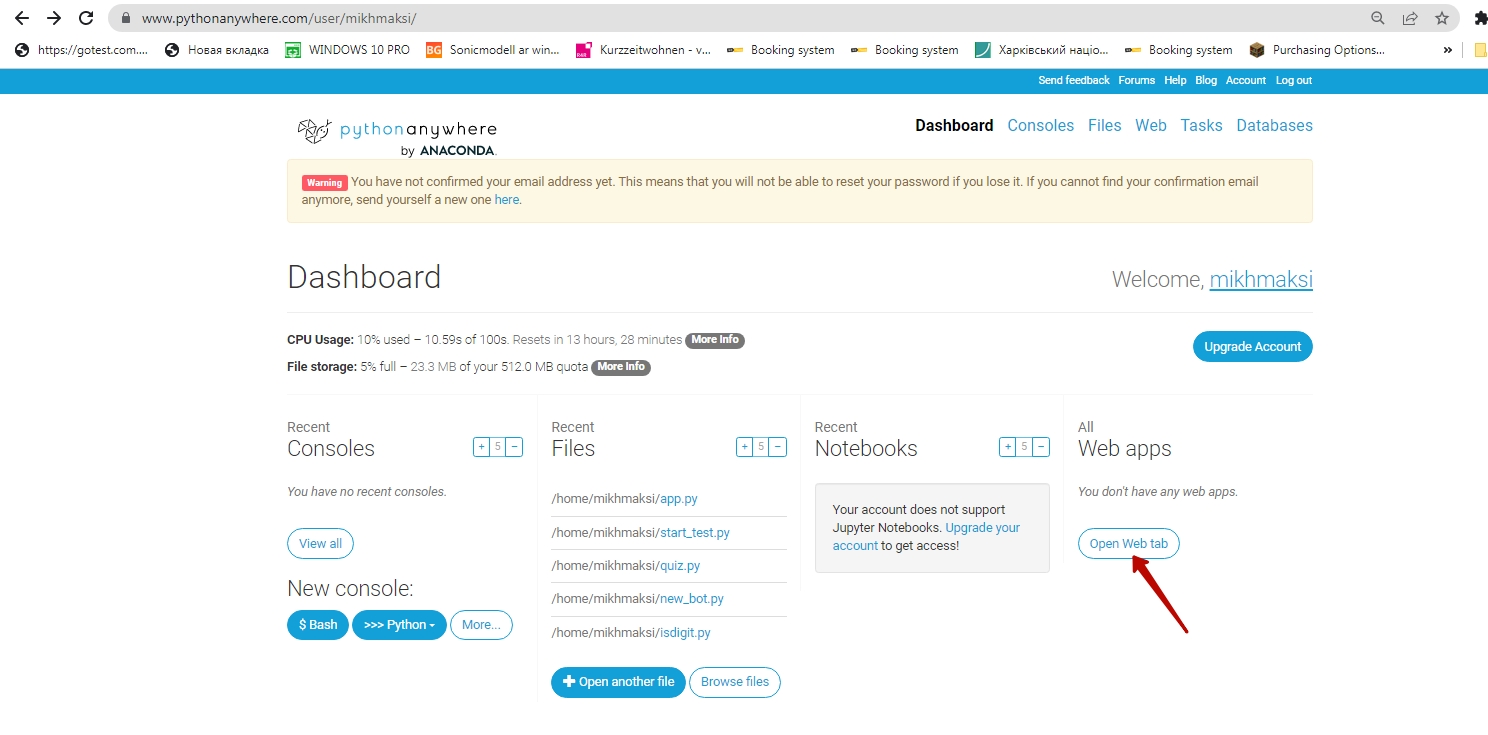 www.pythonanywhere.com/user/mikhmaksi/
https://gotest.com.... Новая вкладка WINDOWS 10 PRO BG Sonicmodell ar win... Kurzzeitwohnen - v... Booking system Booking system Харківський націо... Booking system Purchasing Options... »
Send feedback Forums Help Blog Account Log out
pythonanywhere
by ANACONDA.
Dashboard Consoles Files Web Tasks Databases
Warning You have not confirmed your email address yet. This means that you will not be able to reset your password if you lose it. If you cannot find your confirmation email
anymore, send yourself a new one here.
Dashboard
Welcome, mikhmaksi
CPU Usage: 10% used – 10.59s of 100s. Resets in 13 hours, 28 minutes More Info
Upgrade Account
File storage: 5% full – 23.3 MB of your 512.0 MB quota More Info
Recent
Consoles
+ 5 −
You have no recent consoles.
View all
New console:
$ Bash >>> Python More...
Recent
Files
+ 5 −
/home/mikhmaksi/app.py
/home/mikhmaksi/start_test.py
/home/mikhmaksi/quiz.py
/home/mikhmaksi/new_bot.py
/home/mikhmaksi/isdigit.py
+ Open another file Browse files
Recent
Notebooks
+ 5 −
Your account does not support
Jupyter Notebooks. Upgrade your
account to get access!
All
Web apps
You don't have any web apps.
Open Web tab